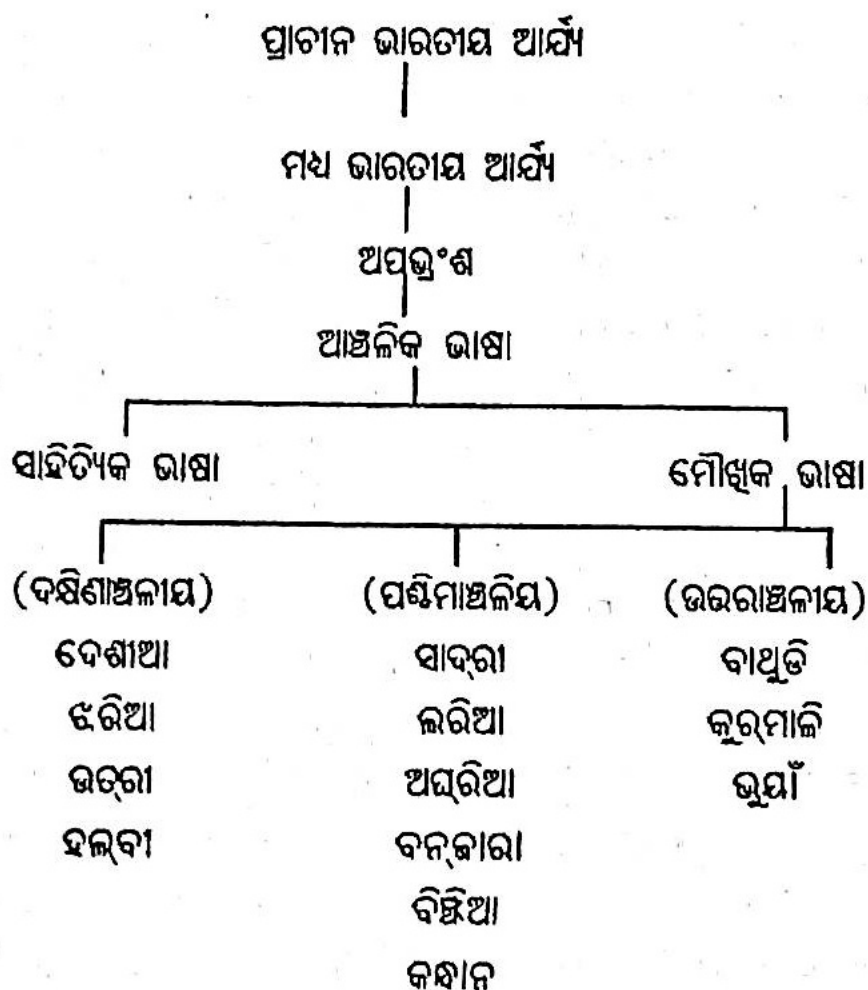 ପ୍ରାଚୀନ ଭାରତୀୟ ଆର୍ଯ୍ୟ
ମଧ୍ୟ ଭାରତୀୟ ଆର୍ଯ୍ୟ
ଅପଭ୍ରଂଶ
ଆଞ୍ଚଳିକ ଭାଷା
ସାହିତ୍ୟିକ ଭାଷା ମୌଖିକ ଭାଷା
(ଦକ୍ଷିଣାଞ୍ଚଳୀୟ) (ପଶ୍ଚିମାଞ୍ଚଳିୟ) (ଉତ୍ତରାଞ୍ଚଳୀୟ)
ଦେଶୀଆ ସାଦ୍‌ରୀ ବାଥୁଡି
ଝରିଆ ଲରିଆ କୁର୍‌ମାଳି
ଭତ୍‌ରୀ ଅଘ୍‌ରିଆ ଭୁୟାଁ
ହଲ୍‌ବୀ ବନ୍‌ଜାରା
ବିଞ୍ଝିଆ
କନ୍ଧାନ